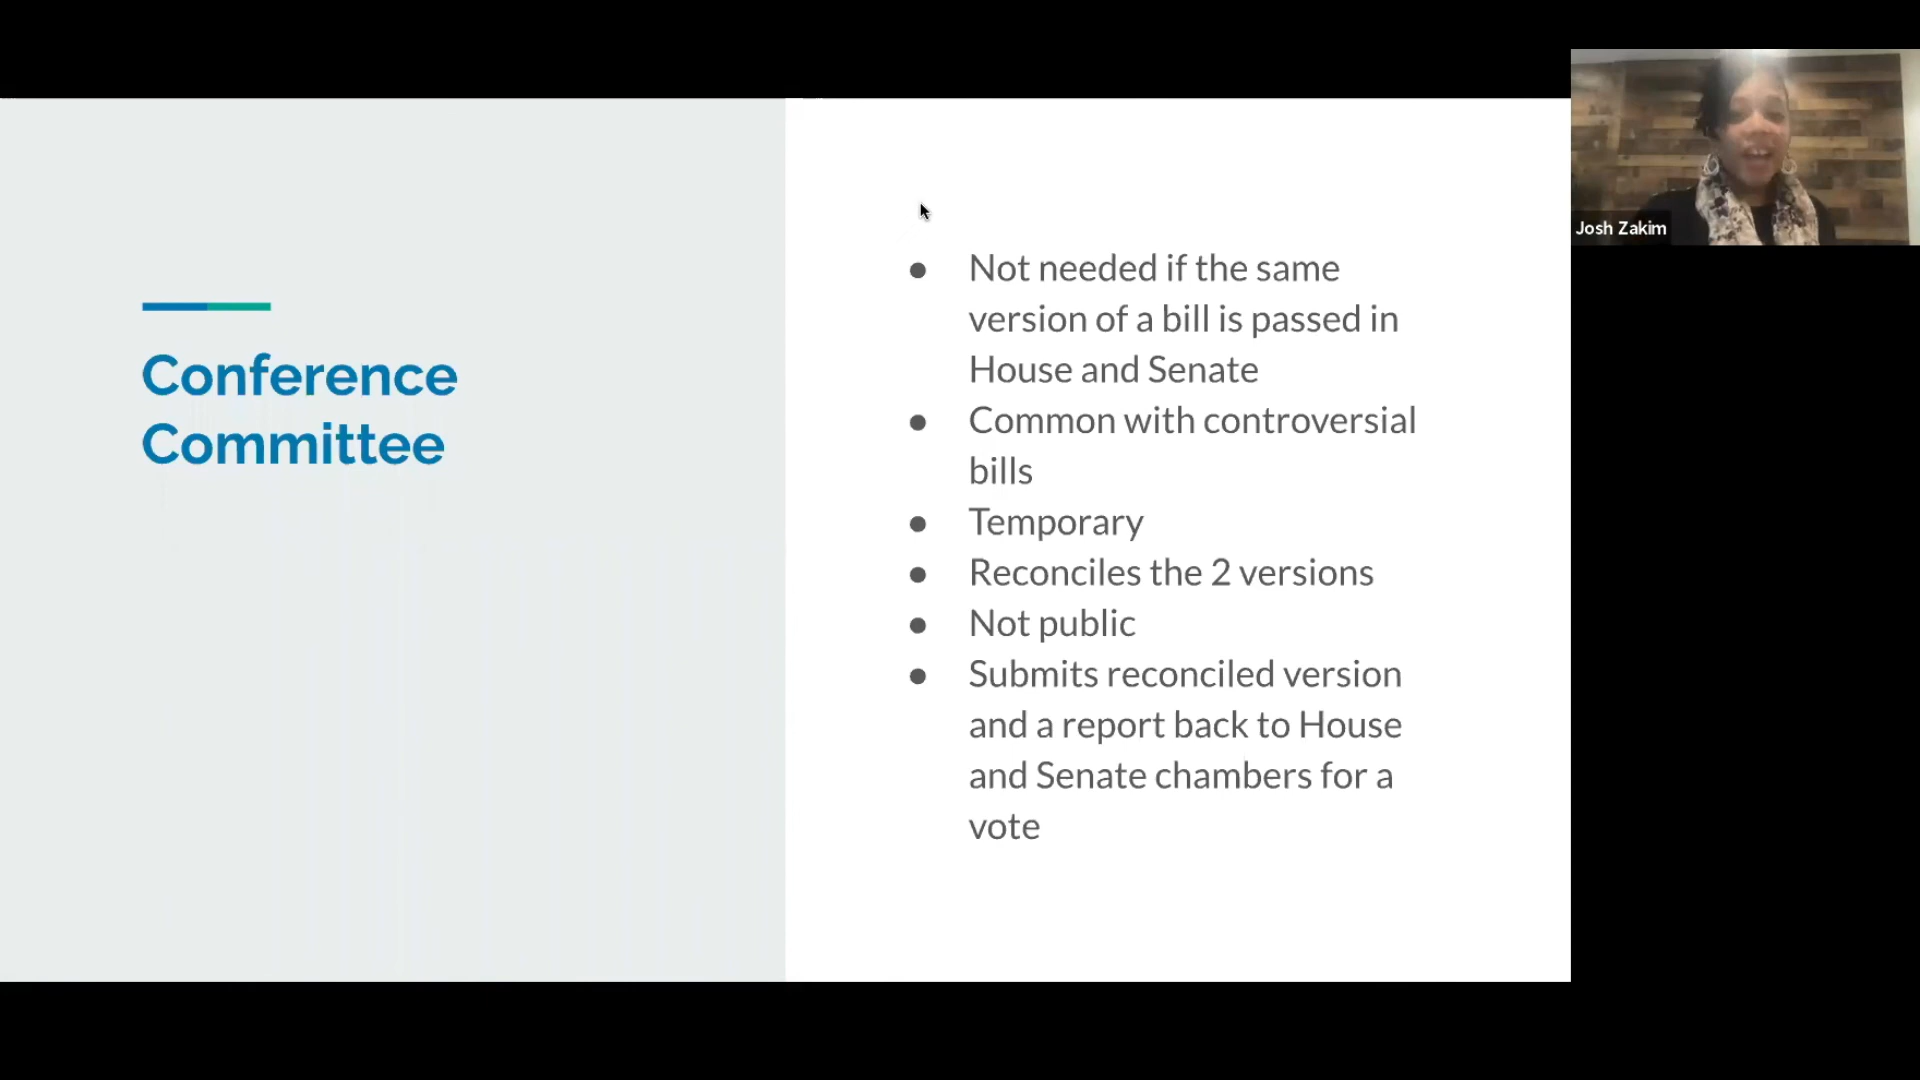 Conference
Committee
● Not needed if the same
version of a bill is passed in
House and Senate
● Common with controversial
bills
● Temporary
● Reconciles the 2 versions
● Not public
● Submits reconciled version
and a report back to House
and Senate chambers for a
vote
Josh Zakim